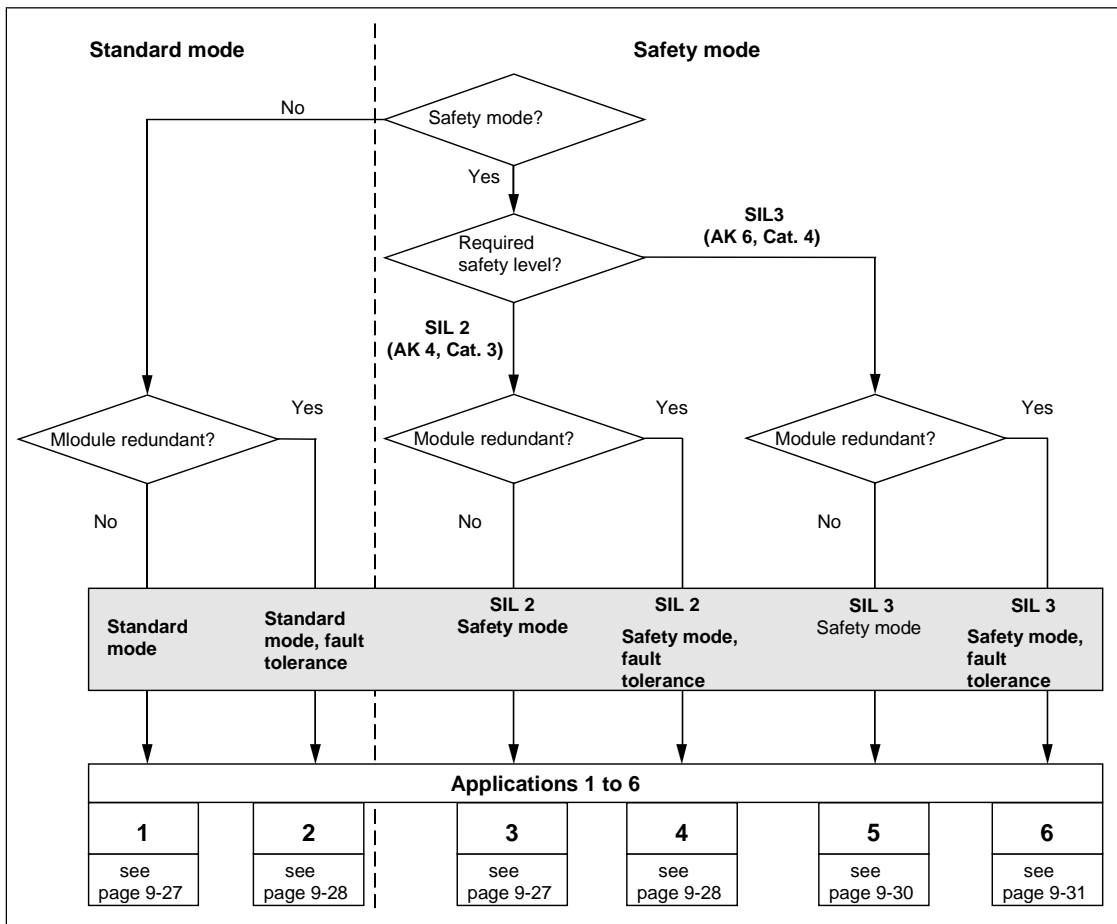 Standard mode
Safety mode
No
Safety mode?
Yes
SIL3
(AK 6, Cat. 4)
Required
safety level?
SIL 2
(AK 4, Cat. 3)
Yes
Yes
Yes
Mlodule redundant?
Module redundant?
Module redundant?
No
No
No
Standard
mode
Standard
mode, fault
tolerance
SIL 2
Safety mode
SIL 2
Safety mode,
fault
tolerance
SIL 3
Safety mode
SIL 3
Safety mode,
fault
tolerance
Applications 1 to 6
1
see
page 9-27
2
see
page 9-28
3
see
page 9-27
4
see
page 9-28
5
see
page 9-30
6
see
page 9-31